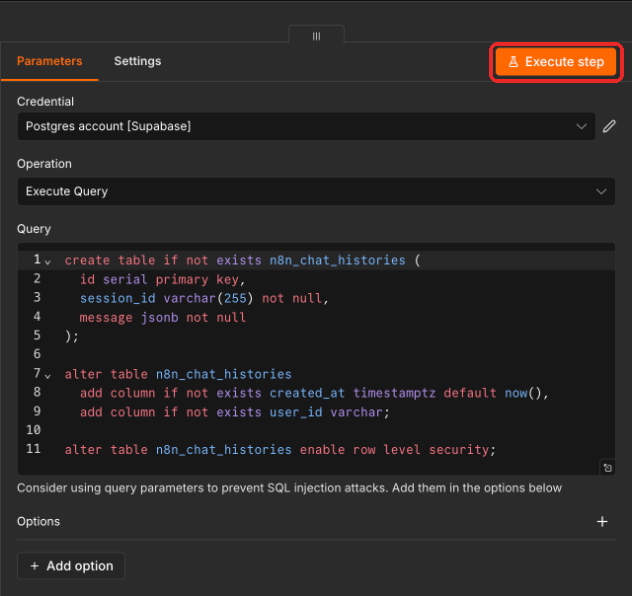 Parameters
Settings
Execute step
Credential
Postgres account [Supabase]
Operation
Execute Query
Query
1 create table if not exists n8n_chat_histories (
2 id serial primary key,
3 session_id varchar(255) not null,
4 message jsonb not null
5 );
6
7 alter table n8n_chat_histories
8 add column if not exists created_at timestamptz default now(),
9 add column if not exists user_id varchar;
10
11 alter table n8n_chat_histories enable row level security;
Consider using query parameters to prevent SQL injection attacks. Add them in the options below
Options
+
+ Add option